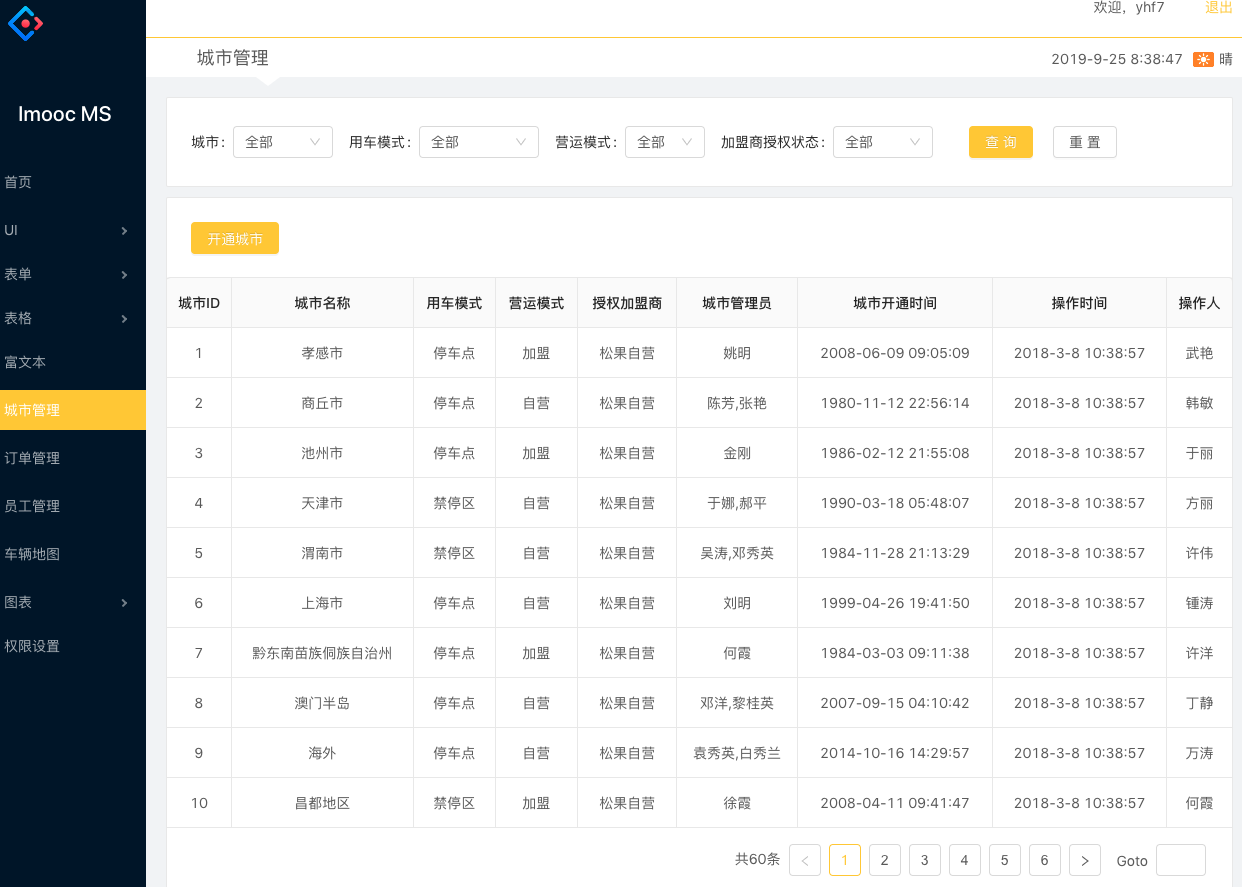 欢迎，yhf7 退出
城市管理 2019-9-25 8:38:47 晴
Imooc MS
首页
UI
表单
表格
富文本
城市管理
订单管理
员工管理
车辆地图
图表
权限设置
城市: 全部 用车模式: 全部 营运模式: 全部 加盟商授权状态: 全部 查 询 重 置
开通城市
城市ID 城市名称 用车模式 营运模式 授权加盟商 城市管理员 城市开通时间 操作时间 操作人
1 孝感市 停车点 加盟 松果自营 姚明 2008-06-09 09:05:09 2018-3-8 10:38:57 武艳
2 商丘市 停车点 自营 松果自营 陈芳,张艳 1980-11-12 22:56:14 2018-3-8 10:38:57 韩敏
3 池州市 停车点 加盟 松果自营 金刚 1986-02-12 21:55:08 2018-3-8 10:38:57 于丽
4 天津市 禁停区 自营 松果自营 于娜,郝平 1990-03-18 05:48:07 2018-3-8 10:38:57 方丽
5 渭南市 禁停区 自营 松果自营 吴涛,邓秀英 1984-11-28 21:13:29 2018-3-8 10:38:57 许伟
6 上海市 停车点 自营 松果自营 刘明 1999-04-26 19:41:50 2018-3-8 10:38:57 锺涛
7 黔东南苗族侗族自治州 停车点 加盟 松果自营 何霞 1984-03-03 09:11:38 2018-3-8 10:38:57 许洋
8 澳门半岛 停车点 自营 松果自营 邓洋,黎桂英 2007-09-15 04:10:42 2018-3-8 10:38:57 丁静
9 海外 停车点 自营 松果自营 袁秀英,白秀兰 2014-10-16 14:29:57 2018-3-8 10:38:57 万涛
10 昌都地区 禁停区 加盟 松果自营 徐霞 2008-04-11 09:41:47 2018-3-8 10:38:57 何霞
共60条 < 1 2 3 4 5 6 > Goto